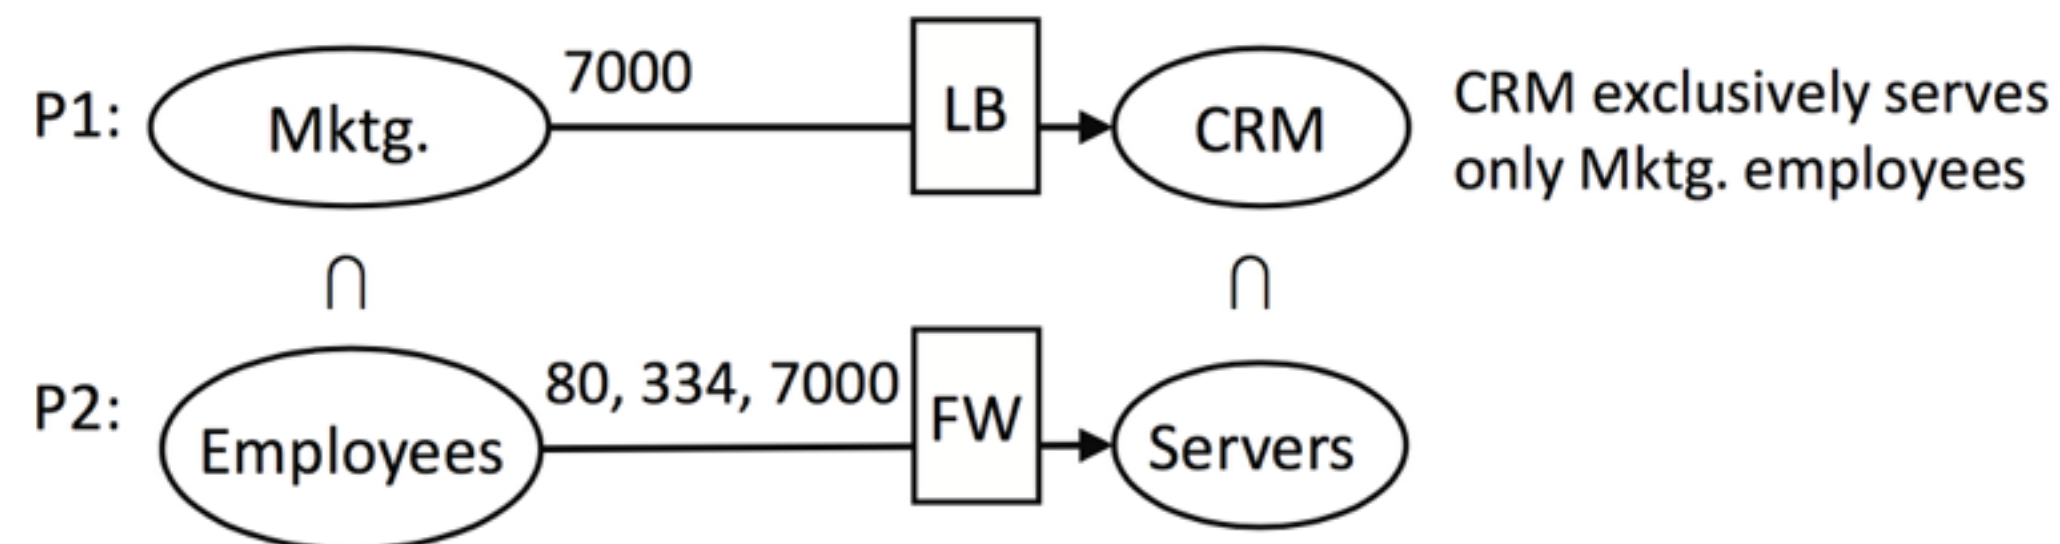 P1:
Mktg.
7000
LB
CRM
CRM exclusively serves
only Mktg. employees
∩
∩
P2:
Employees
80, 334, 7000
FW
Servers